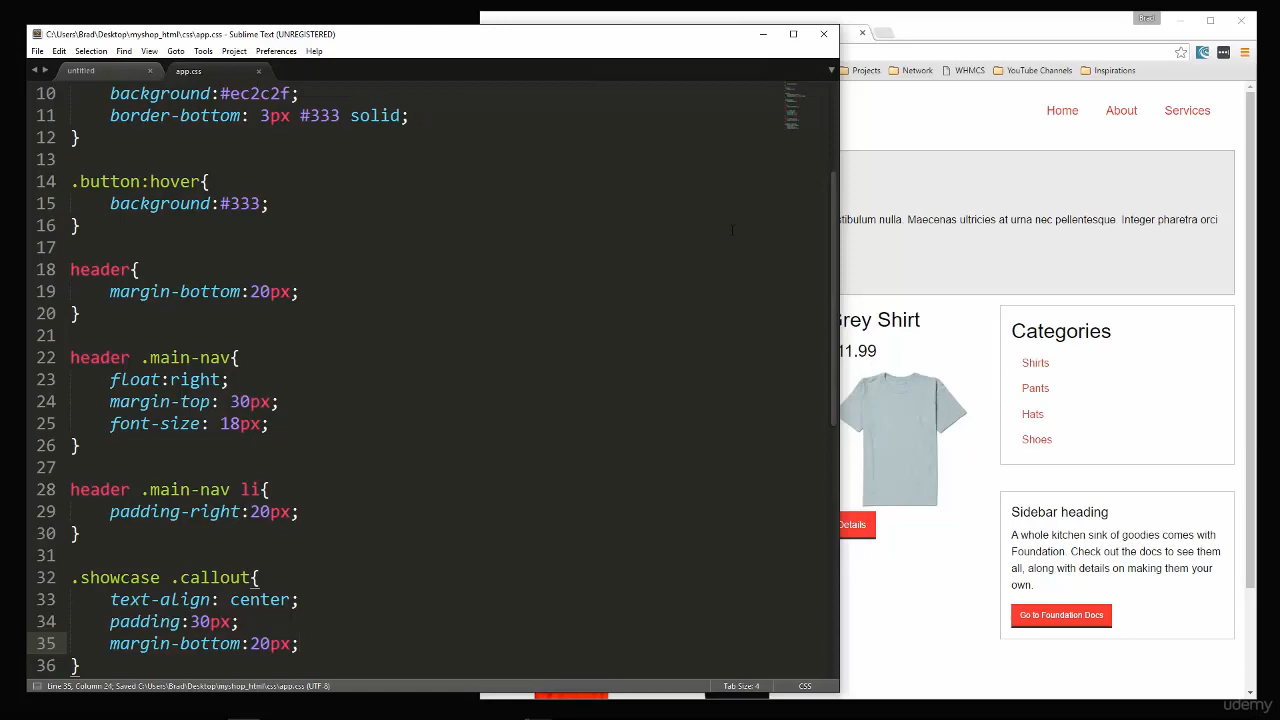 Brad
C:\Users\Brad\Desktop\myshop_html\css\app.css - Sublime Text (UNREGISTERED)
File Edit Selection Find View Goto Tools Project Preferences Help
untitled
app.css
Projects Network WHMCS YouTube Channels Inspirations
10 background:#ec2c2f;
11 border-bottom: 3px #333 solid;
12 }
13
14 .button:hover{
15 background:#333;
16 }
17
18 header{
19 margin-bottom:20px;
20 }
21
22 header .main-nav{
23 float:right;
24 margin-top: 30px;
25 font-size: 18px;
26 }
27
28 header .main-nav li{
29 padding-right:20px;
30 }
31
32 .showcase .callout{
33 text-align: center;
34 padding:30px;
35 margin-bottom:20px;
36 }
Line 35, Column 24; Saved C:\Users\Brad\Desktop\myshop_html\css\app.css (UTF-8)
Tab Size: 4
CSS
Home About Services
stibulum nulla. Maecenas ultricies at urna nec pellentesque. Integer pharetra orci
Grey Shirt
11.99
Details
Categories
Shirts
Pants
Hats
Shoes
Sidebar heading
A whole kitchen sink of goodies comes with
Foundation. Check out the docs to see them
all, along with details on making them your
own.
Go to Foundation Docs
udemy